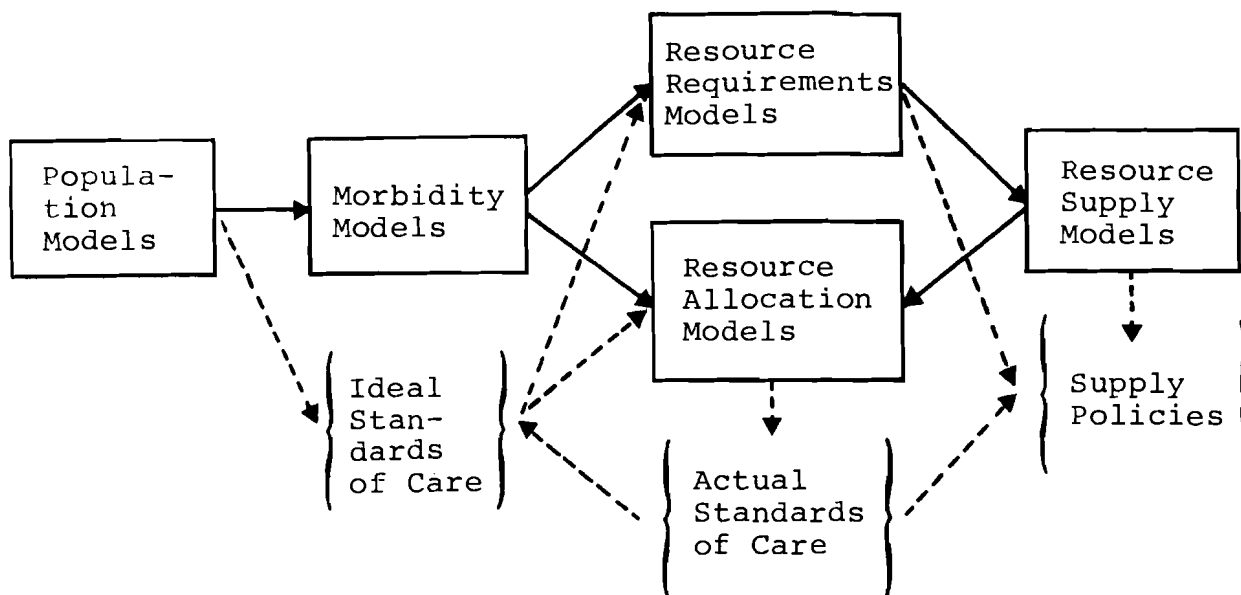 Popula-
tion
Models
Morbidity
Models
Resource
Requirements
Models
Resource
Allocation
Models
Resource
Supply
Models
Ideal
Stan-
dards
of Care
Actual
Standards
of Care
Supply
Policies